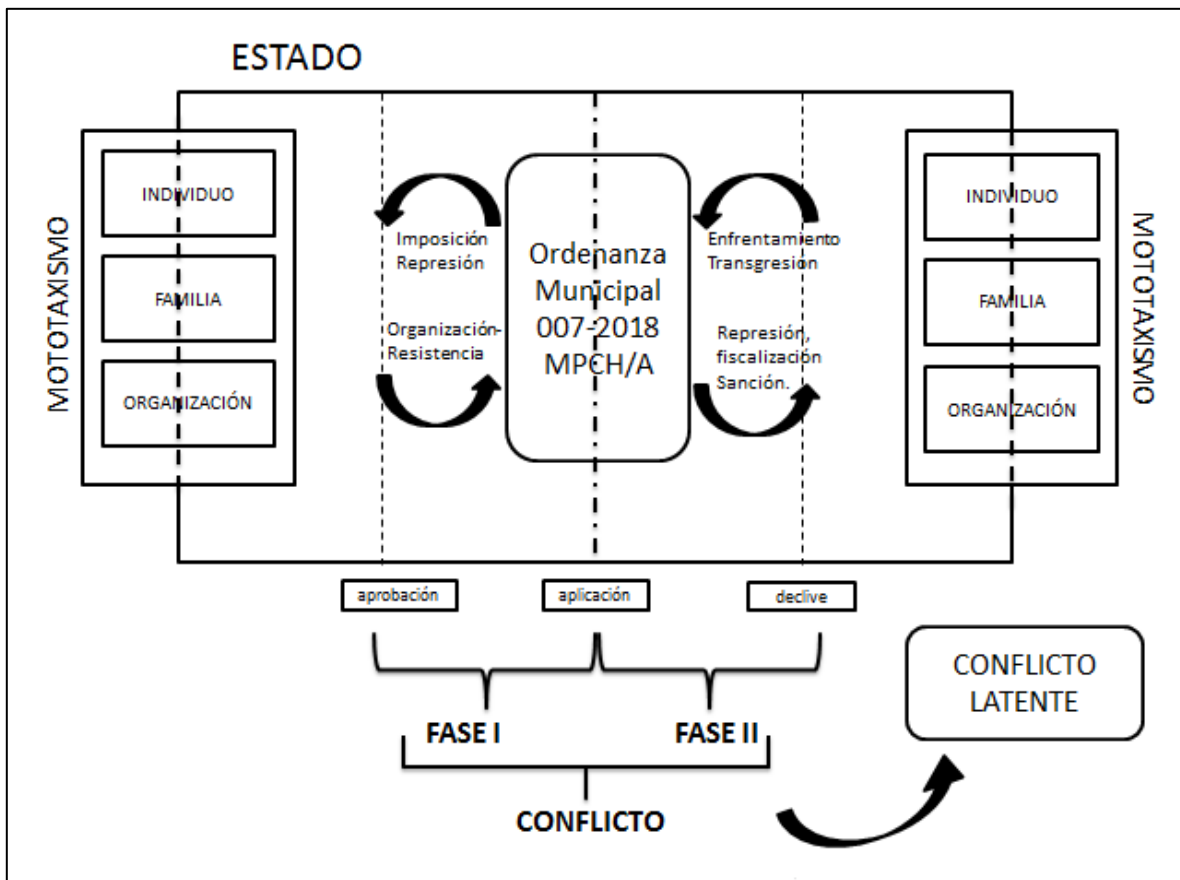 ESTADO
MOTOTAXISMO
INDIVIDUO
FAMILIA
ORGANIZACIÓN
Imposición
Represión
Organización-
Resistencia
Ordenanza
Municipal
007-2018
MPCH/A
Enfrentamiento
Transgresión
Represión,
fiscalización
Sanción.
INDIVIDUO
FAMILIA
ORGANIZACIÓN
MOTOTAXISMO
aprobación
aplicación
declive
FASE I
FASE II
CONFLICTO
CONFLICTO
LATENTE